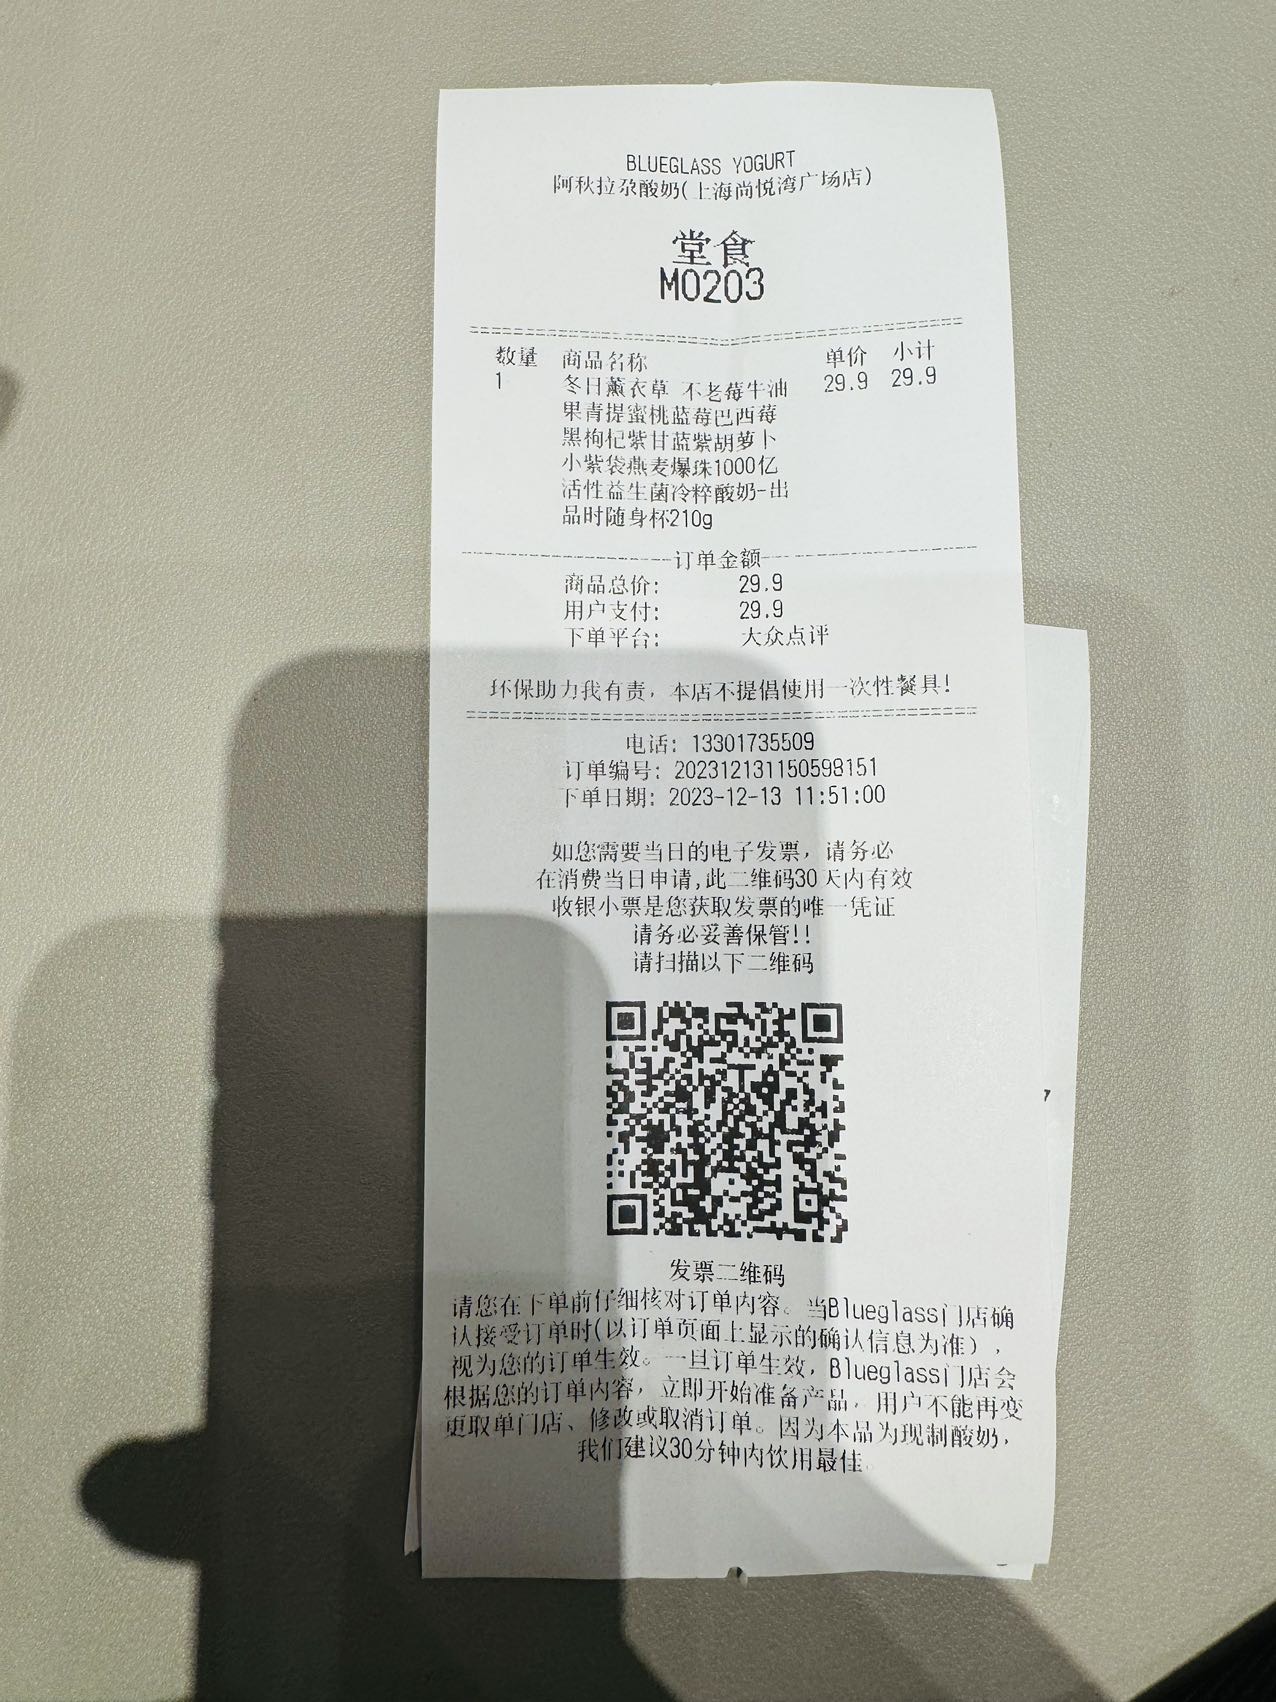 BLUEGLASS YOGURT
阿秋拉尕酸奶(上海尚悦湾广场店)
堂食
M0203
数量 商品名称 单价 小计
1 冬日薰衣草 不老莓牛油 29.9 29.9
果青提蜜桃蓝莓巴西莓
黑枸杞紫甘蓝紫胡萝卜
小紫袋燕麦爆珠1000亿
活性益生菌冷粹酸奶-出
品时随身杯210g
订单金额
商品总价: 29.9
用户支付: 29.9
下单平台: 大众点评
环保助力我有责，本店不提倡使用一次性餐具!
电话: 13301735509
订单编号: 202312131150598151
下单日期: 2023-12-13 11:51:00
如您需要当日的电子发票，请务必
在消费当日申请,此二维码30天内有效
收银小票是您获取发票的唯一凭证
请务必妥善保管!!
请扫描以下二维码
发票二维码
请您在下单前仔细核对订单内容。当Blueglass门店确
认接受订单时(以订单页面上显示的确认信息为准)，
视为您的订单生效。一旦订单生效，Blueglass门店会
根据您的订单内容，立即开始准备产品，用户不能再变
更取单门店、修改或取消订单。因为本品为现制酸奶，
我们建议30分钟内饮用最佳。